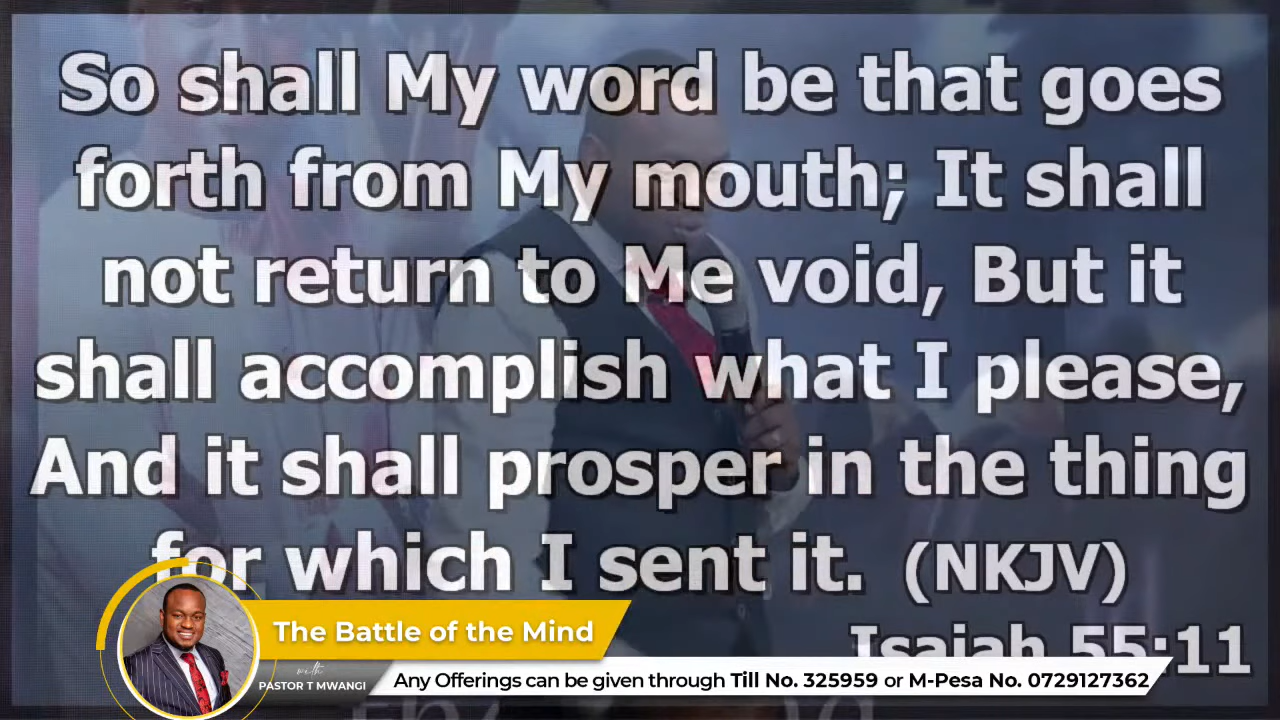 So shall My word be that goes
forth from My mouth; It shall
not return to Me void, But it
shall accomplish what I please,
And it shall prosper in the thing
for which I sent it. (NKJV)
Isaiah 55:11
The Battle of the Mind
with
PASTOR T MWANGI
Any Offerings can be given through Till No. 325959 or M-Pesa No. 0729127362